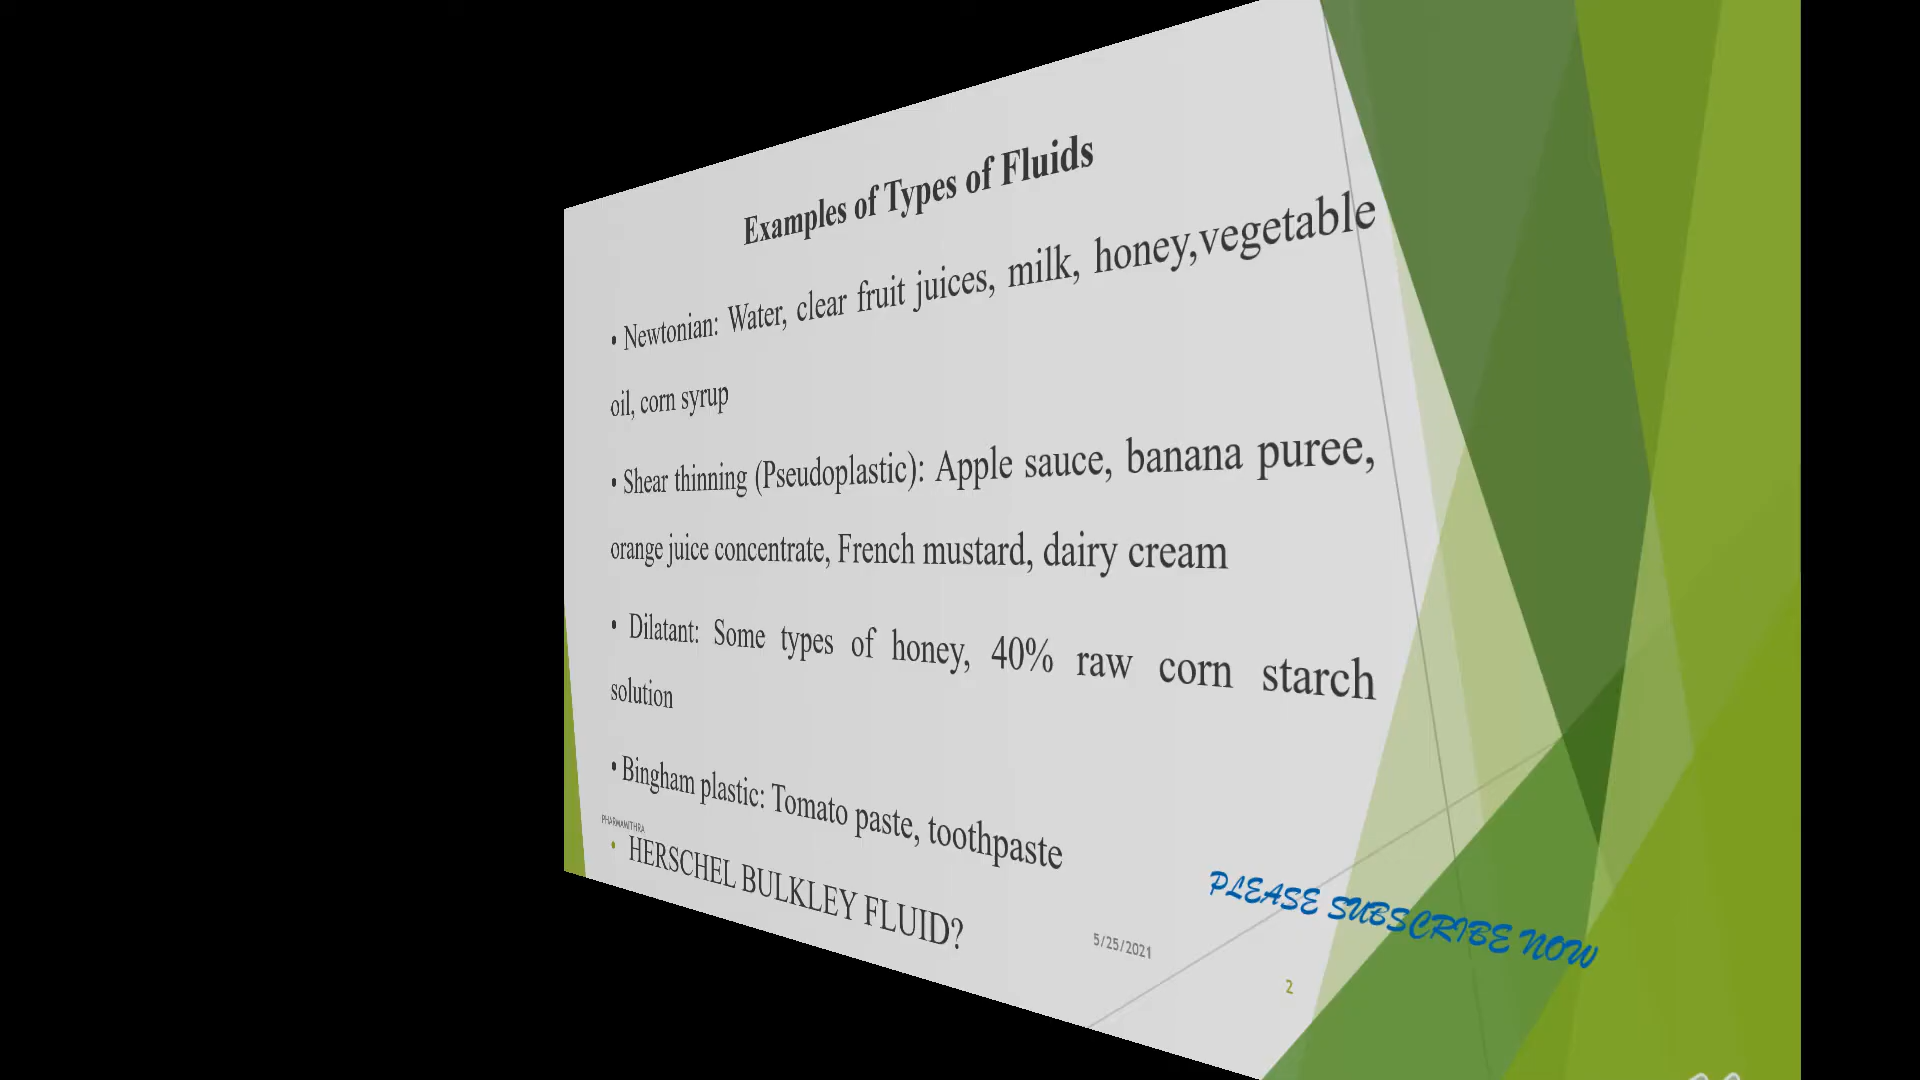 Examples of Types of Fluids
• Newtonian: Water, clear fruit juices, milk, honey,vegetable
oil, corn syrup
• Shear thinning (Pseudoplastic): Apple sauce, banana puree,
orange juice concentrate, French mustard, dairy cream
• Dilatant: Some types of honey, 40% raw corn starch
solution
• Bingham plastic: Tomato paste, toothpaste
PHARMAMITHRA
• HERSCHEL BULKLEY FLUID?
PLEASE SUBSCRIBE NOW
5/25/2021
2